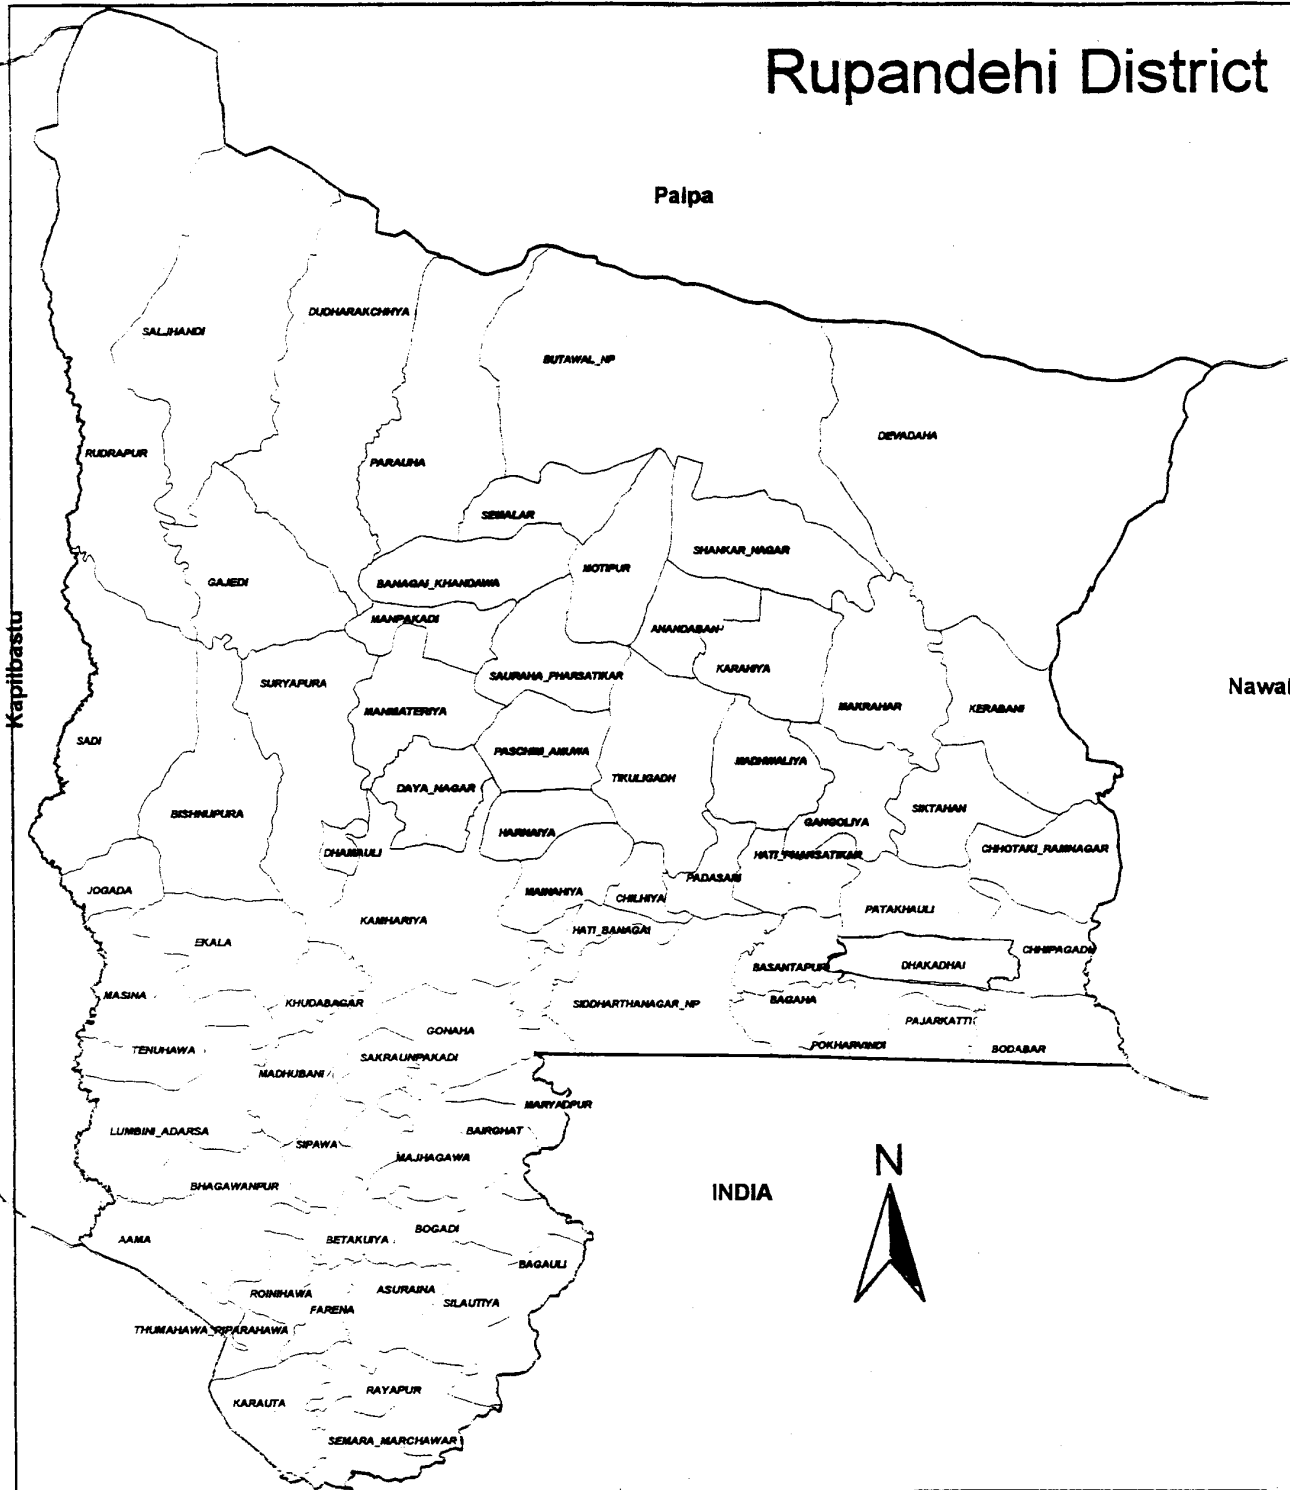 Rupandehi District
Palpa
DUDHARAKCHHYA
SALJHANDI
BUTAWAL_NP
DEVADAHA
RUDRAPUR
PARAUHA
SEMALAR
SHANKAR_NAGAR
MOTIPUR
GAJEDI
BANAGAI_KHANDAWA
MANPAKADI
ANANDABAN
Kapilbastu
KARAHIYA
SAURAHA_PHARSATIKAR
SURYAPURA
Nawal
MAKRAHAR
KERABANI
MANMATERIYA
SADI
PASCHIM_AMUWA
MADHWALIYA
TIKULIGADH
DAYA_NAGAR
SIKTAHAN
BISHNUPURA
GANGOLIYA
HARNAIYA
CHHOTAKI_RAMNAGAR
DHAMAULI
HATI_PHARSATIKAR
PADASARI
JOGADA
MAINAHIYA
CHILHIYA
PATAKHAULI
KAMHARIYA
HATI_BANAGAI
EKALA
CHHIPAGADH
DHAKADHAI
BASANTAPUR
MASINA
KHUDABAGAR
SIDDHARTHANAGAR_NP
BAGAHA
PAJARKATTI
GONAHA
POKHARVINDI
BODABAR
TENUHAWA
SAKRAUNPAKADI
MADHUBANI
MARYADPUR
LUMBINI_ADARSA
BAIRGHAT
SIPAWA
MAJHAGAWA
N
BHAGAWANPUR
INDIA
BOGADI
AAMA
BETAKUIYA
BAGAULI
ASURAINA
ROINIHAWA
SILAUTIYA
FARENA
THUMAHAWA_PIPARAHAWA
RAYAPUR
KARAUTA
SEMARA_MARCHAWAR